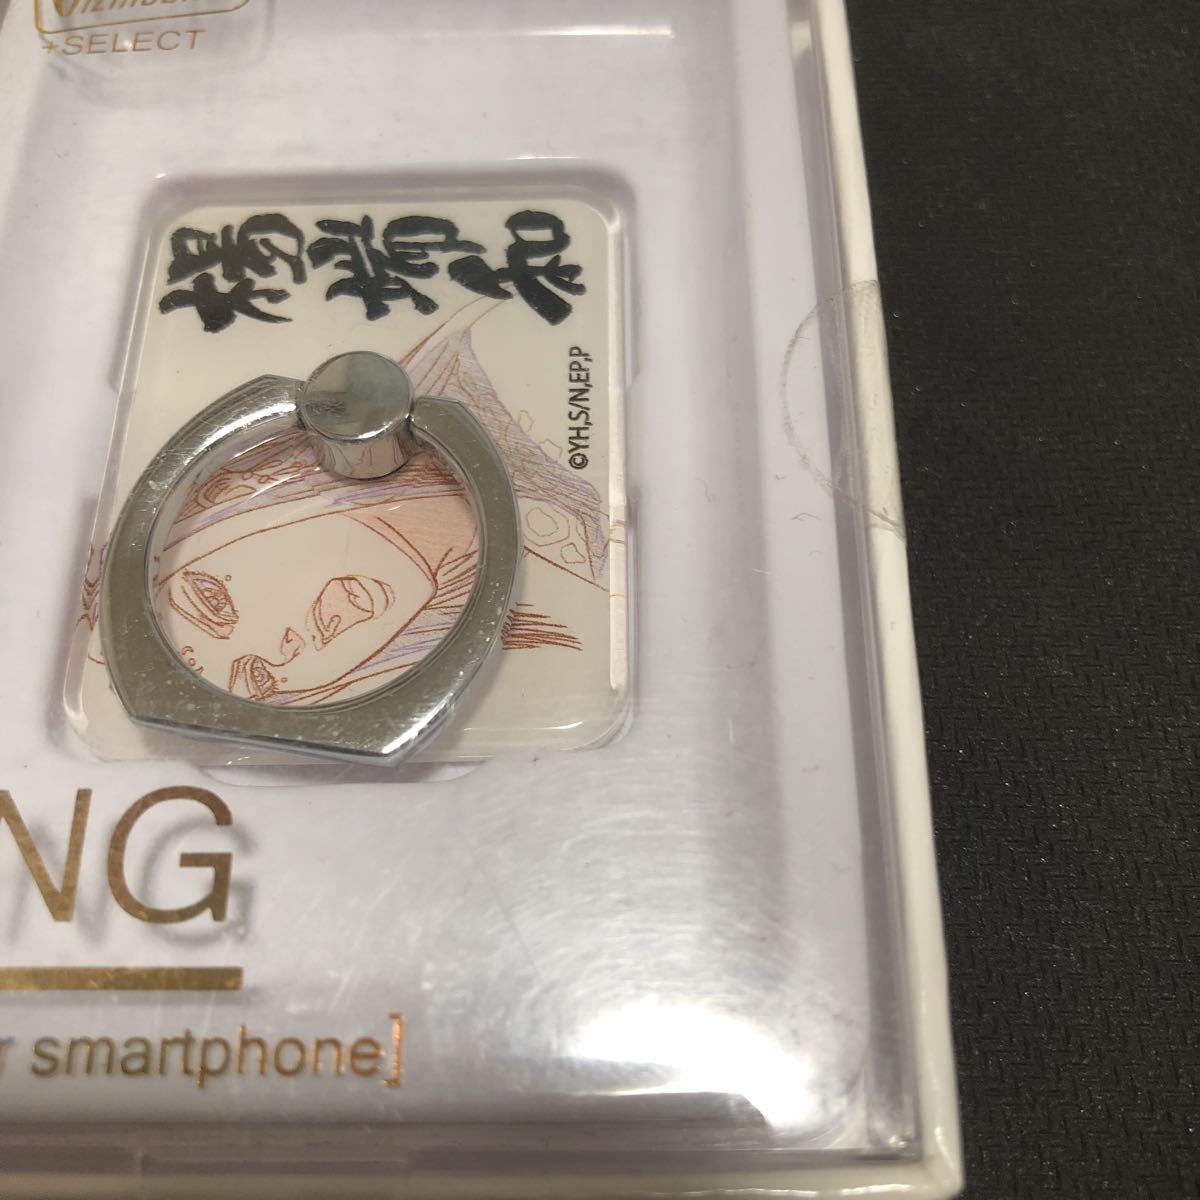 +SELECT
楊端和
©YH,S/N,EP,P
NG
smartphone]